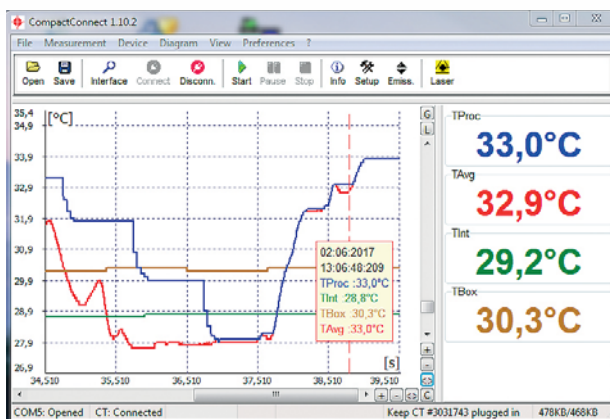 CompactConnect 1.10.2
File Measurement Device Diagram View Preferences ?
Open Save Interface Connect Disconn. Start Pause Stop Info Setup Emiss. Laser
35,4
[°C]
34,9
33,9
32,9
31,9
30,9
29,9
28,9
27,9
26,9
34,510 35,510 36,510 37,510 38,510 39,510
[s]
02:06:2017
13:06:48:209
TProc :33,0°C
TInt :28,8°C
TBox :30,3°C
TAvg :33,0°C
G
L
C
TProc
33,0°C
TAvg
32,9°C
TInt
29,2°C
TBox
30,3°C
COM5: Opened CT: Connected Keep CT #3031743 plugged in 478KB/468KB